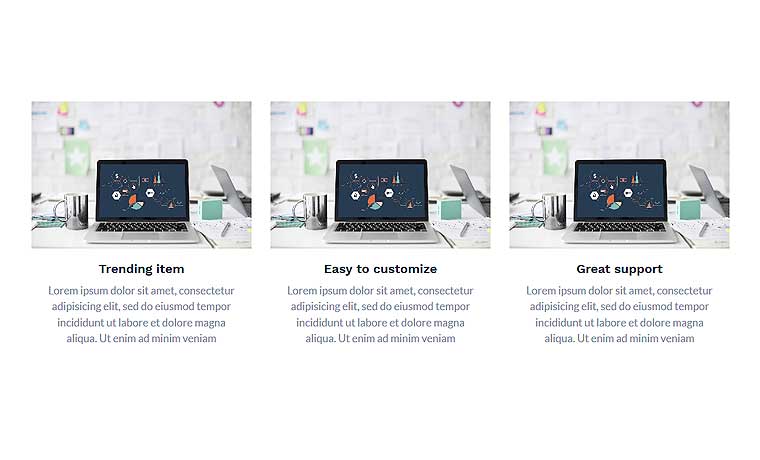 Trending item
Lorem ipsum dolor sit amet, consectetur
adipisicing elit, sed do eiusmod tempor
incididunt ut labore et dolore magna
aliqua. Ut enim ad minim veniam
Easy to customize
Lorem ipsum dolor sit amet, consectetur
adipisicing elit, sed do eiusmod tempor
incididunt ut labore et dolore magna
aliqua. Ut enim ad minim veniam
Great support
Lorem ipsum dolor sit amet, consectetur
adipisicing elit, sed do eiusmod tempor
incididunt ut labore et dolore magna
aliqua. Ut enim ad minim veniam